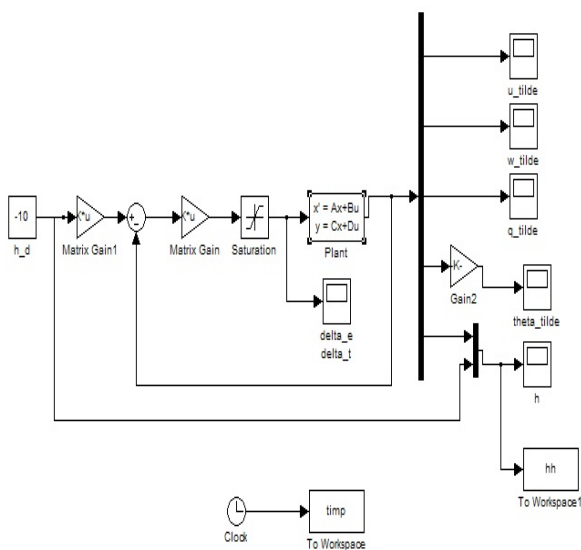 u_tilde
w_tilde
-10
h_d
K*u
Matrix Gain1
+
-
K*u
Matrix Gain
Saturation
x' = Ax+Bu
y = Cx+Du
Plant
q_tilde
-K-
Gain2
theta_tilde
delta_e
delta_t
h
hh
To Workspace1
Clock
timp
To Workspace